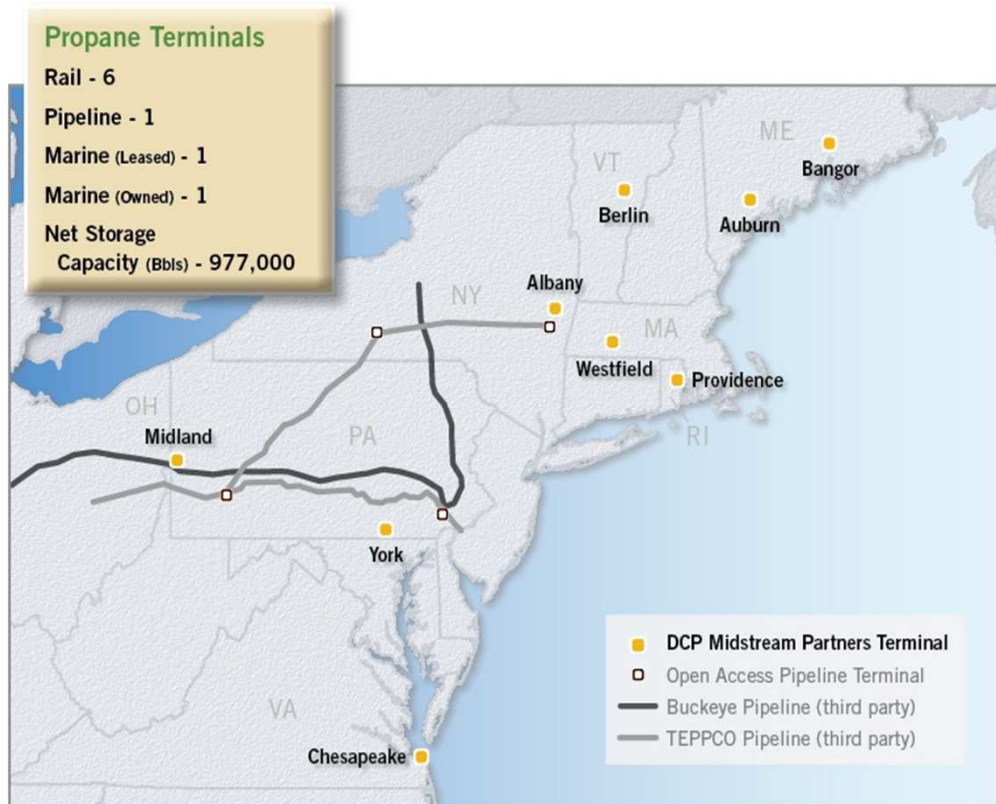 Propane Terminals
Rail - 6
Pipeline - 1
Marine (Leased) - 1
Marine (Owned) - 1
Net Storage
Capacity (Bbls) - 977,000
ME
Bangor
VT
Berlin
Auburn
Albany
NY
MA
Westfield
Providence
OH
RI
Midland
PA
York
DCP Midstream Partners Terminal
Open Access Pipeline Terminal
Buckeye Pipeline (third party)
TEPPCO Pipeline (third party)
VA
Chesapeake